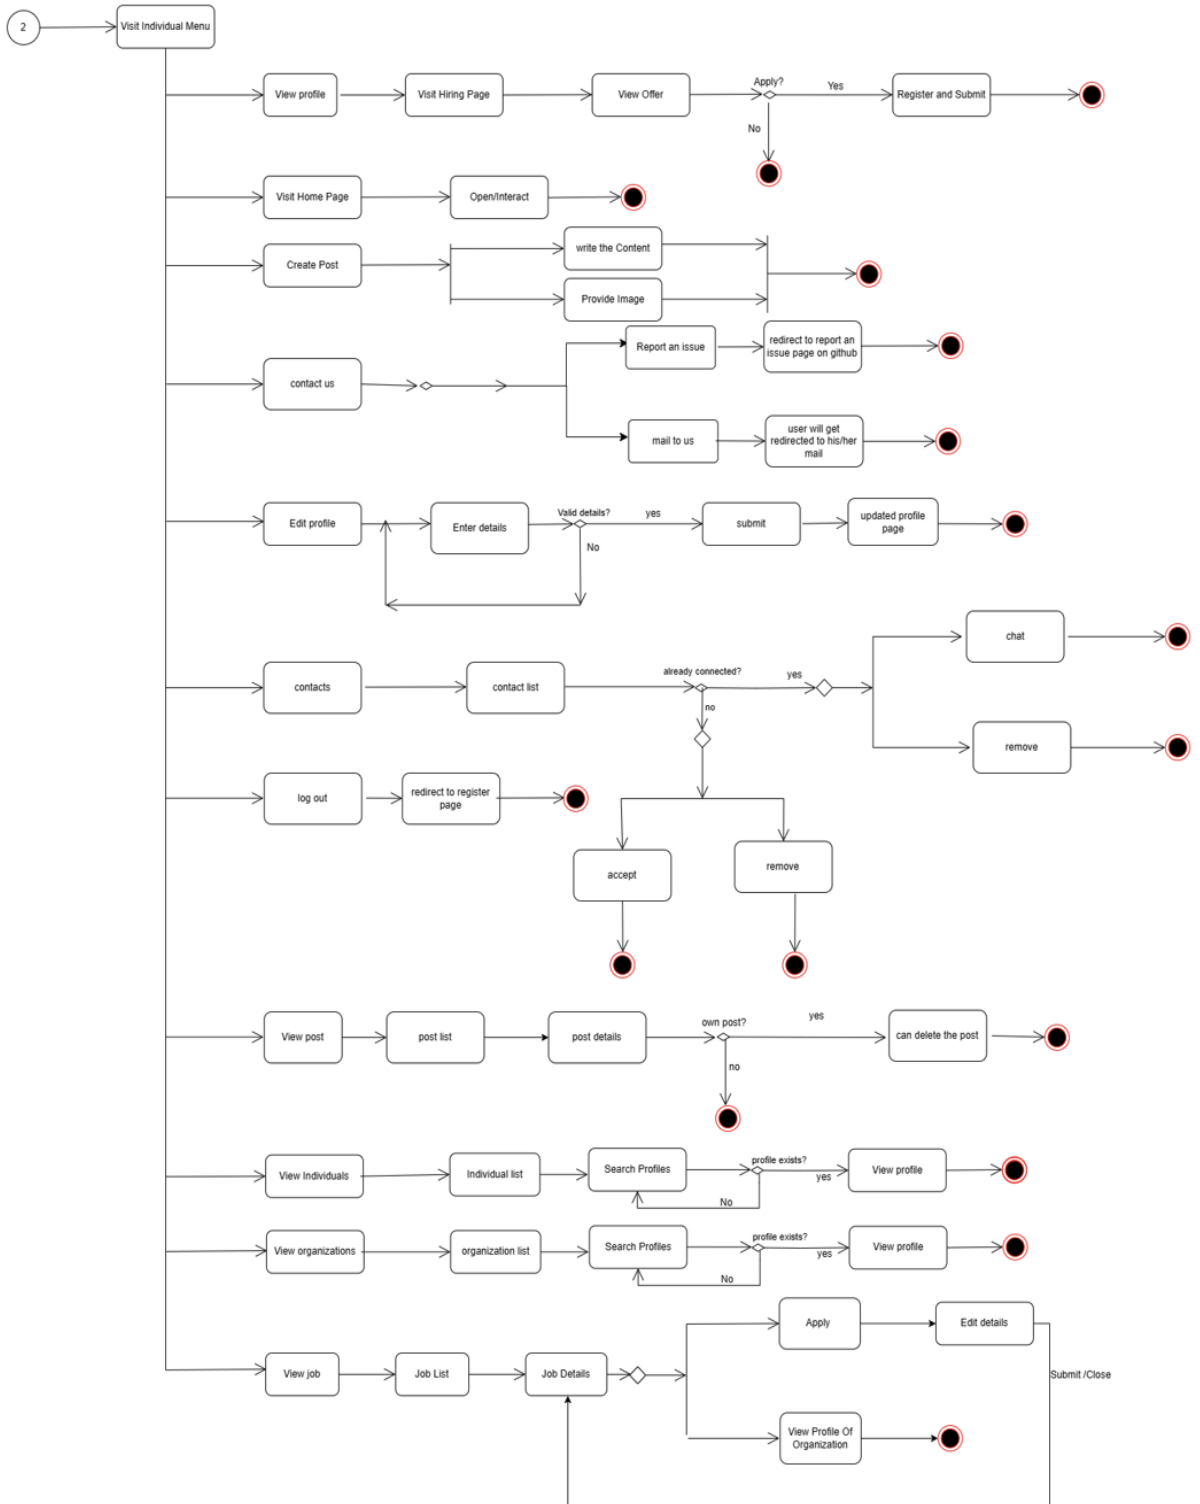 2
Visit Individual Menu
View profile
Visit Hiring Page
View Offer
Apply?
Yes
Register and Submit
No
Visit Home Page
Open/Interact
Create Post
write the Content
Provide Image
contact us
Report an issue
redirect to report an
issue page on github
mail to us
user will get
redirected to his/her
mail
Edit profile
Enter details
Valid details?
yes
No
submit
updated profile
page
contacts
contact list
already connected?
yes
no
chat
remove
log out
redirect to register
page
accept
remove
View post
post list
post details
own post?
yes
no
can delete the post
View Individuals
Individual list
Search Profiles
profile exists?
yes
No
View profile
View organizations
organization list
Search Profiles
profile exists?
yes
No
View profile
View job
Job List
Job Details
Apply
Edit details
Submit /Close
View Profile Of
Organization